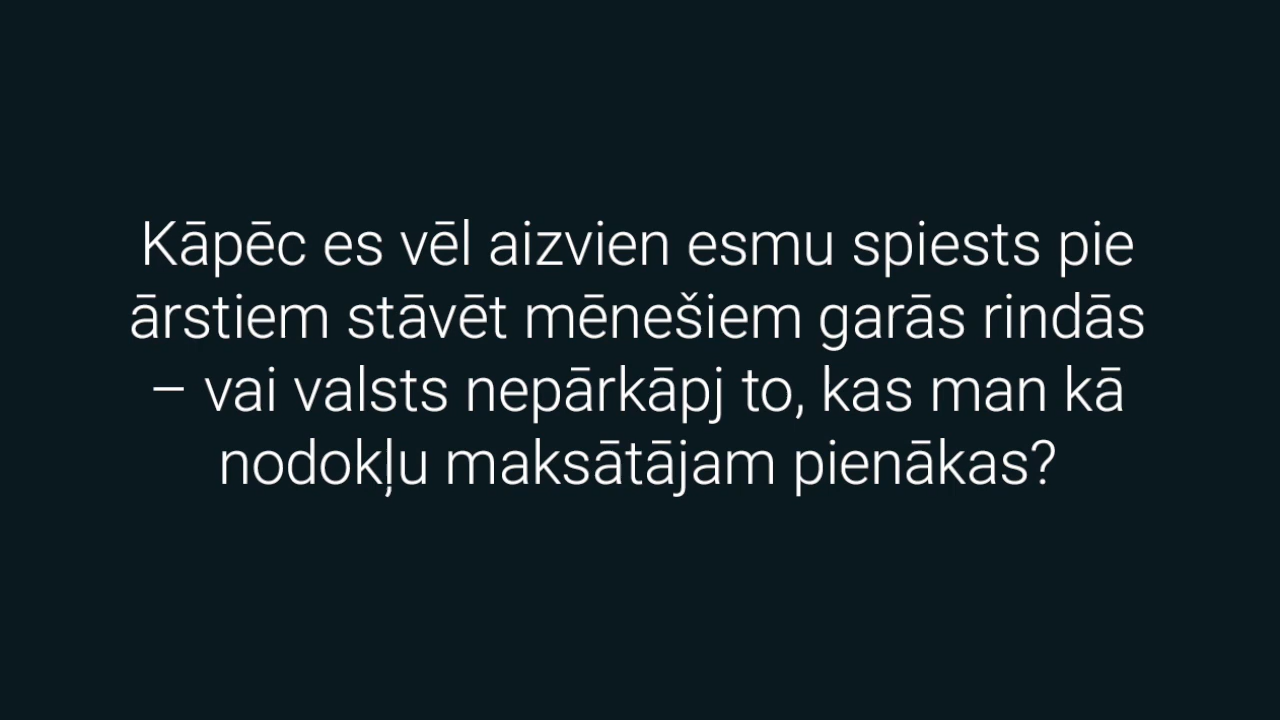 Kāpēc es vēl aizvien esmu spiests pie
ārstiem stāvēt mēnešiem garās rindās
– vai valsts nepārkāpj to, kas man kā
nodokļu maksātājam pienākas?